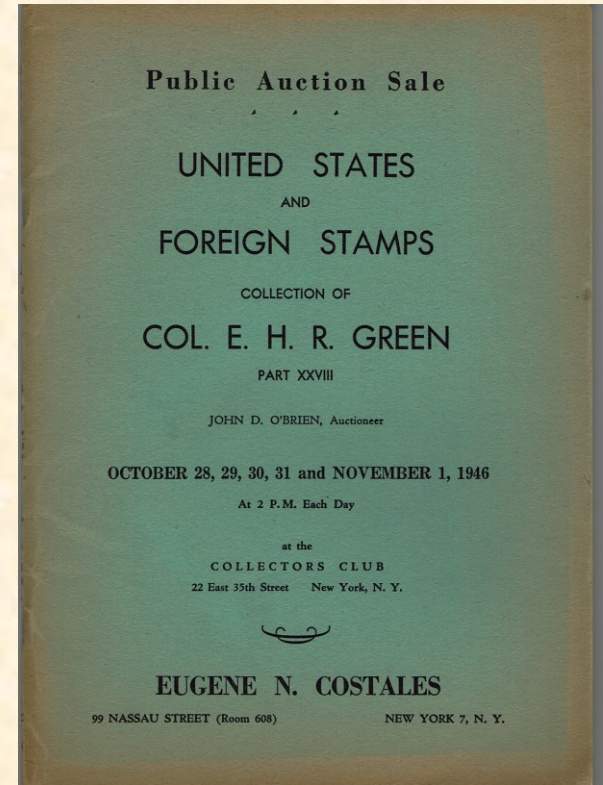 Public Auction Sale
UNITED STATES
AND
FOREIGN STAMPS
COLLECTION OF
COL. E. H. R. GREEN
PART XXVIII
JOHN D. O'BRIEN, Auctioneer
OCTOBER 28, 29, 30, 31 and NOVEMBER 1, 1946
At 2 P. M. Each Day
at the
COLLECTORS CLUB
22 East 35th Street New York, N. Y.
EUGENE N. COSTALES
99 NASSAU STREET (Room 608) NEW YORK 7, N. Y.